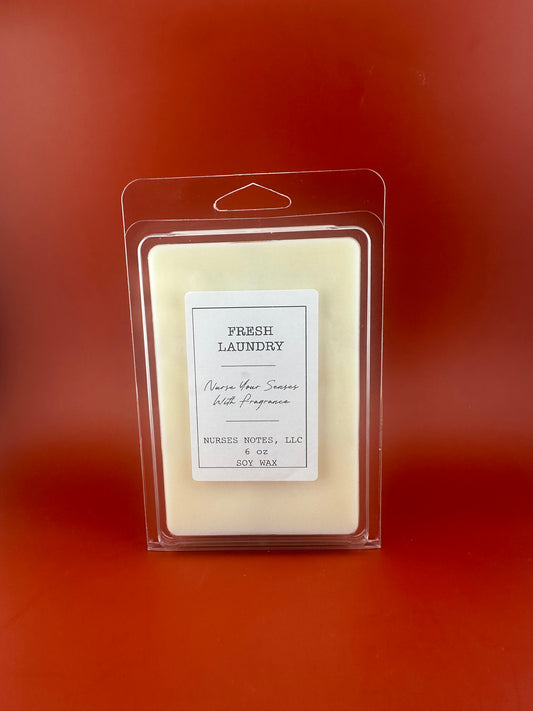 FRESH
LAUNDRY
Nurse Your Senses
With Fragrance
NURSES NOTES, LLC
6 oz
SOY WAX